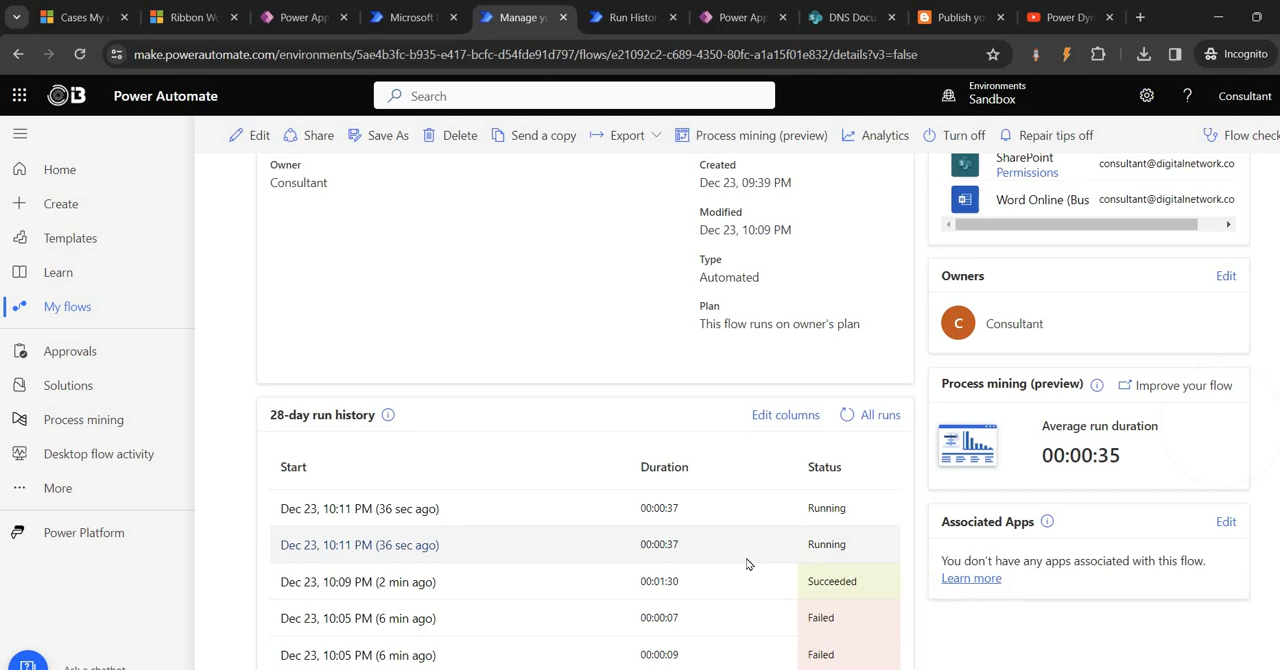 Cases My
Ribbon Wo
Power App
Microsoft
Manage yo
Run Histor
Power App
DNS Docu
Publish yo
Power Dyn
make.powerautomate.com/environments/5ae4b3fc-b935-e417-bcfc-d54fde91d797/flows/e21092c2-c689-4350-80fc-a1a15f01e832/details?v3=false
Incognito
Power Automate
Search
Environments
Sandbox
?
Consultant
Edit
Share
Save As
Delete
Send a copy
Export
Process mining (preview)
Analytics
Turn off
Repair tips off
Flow check
Home
Create
Templates
Learn
My flows
Approvals
Solutions
Process mining
Desktop flow activity
More
Power Platform
Ask a chatbot
Owner
Consultant
Created
Dec 23, 09:39 PM
Modified
Dec 23, 10:09 PM
Type
Automated
Plan
This flow runs on owner's plan
28-day run history
Edit columns
All runs
Start Duration Status
Dec 23, 10:11 PM (36 sec ago) 00:00:37 Running
Dec 23, 10:11 PM (36 sec ago) 00:00:37 Running
Dec 23, 10:09 PM (2 min ago) 00:01:30 Succeeded
Dec 23, 10:05 PM (6 min ago) 00:00:07 Failed
Dec 23, 10:05 PM (6 min ago) 00:00:09 Failed
SharePoint consultant@digitalnetwork.co
Permissions
Word Online (Bus consultant@digitalnetwork.co
Owners
Edit
C
Consultant
Process mining (preview)
Improve your flow
Average run duration
00:00:35
Associated Apps
Edit
You don't have any apps associated with this flow.
Learn more